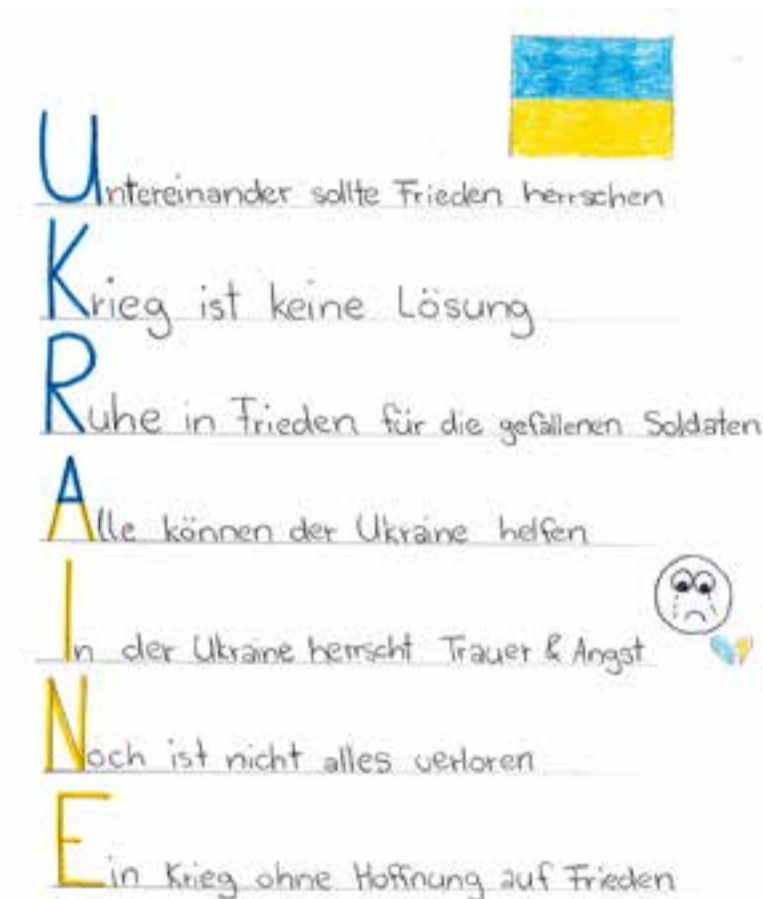 Untereinander sollte Frieden herrschen
Krieg ist keine Lösung
Ruhe in Frieden für die gefallenen Soldaten
Alle können der Ukraine helfen
In der Ukraine herrscht Trauer & Angst
Noch ist nicht alles verloren
Ein Krieg ohne Hoffnung auf Frieden